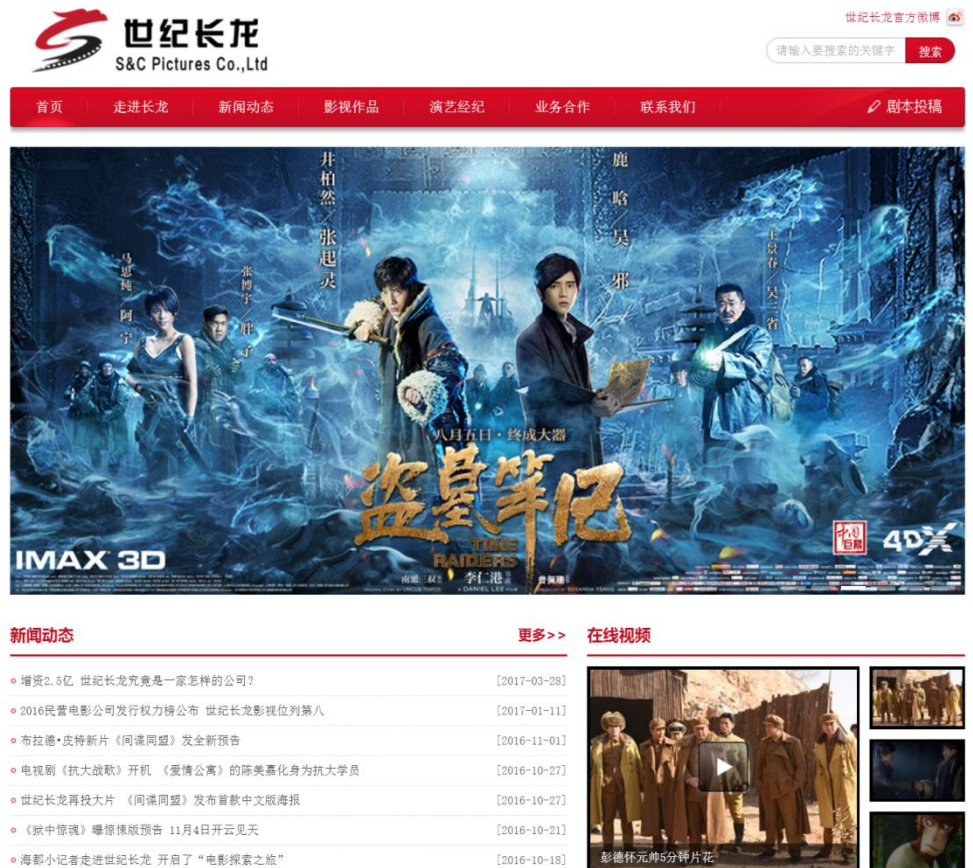 世纪长龙官方微博
世纪长龙
S&C Pictures Co.,Ltd
请输入要搜索的关键字 搜索
首页 走进长龙 新闻动态 影视作品 演艺经纪 业务合作 联系我们 剧本投稿
马思纯 阿宁
张博宇／胖子
井柏然／张起灵
鹿晗／吴邪
王景春 吴三省
八月五日·终成大器
盗墓笔记
TIME
RAIDERS
IMAX 3D
中国巨幕
4DX
南派三叔 李仁港
A DANIEL LEE FILM
新闻动态 更多>>
增资2.5亿 世纪长龙究竟是一家怎样的公司? [2017-03-28]
2016民营电影公司发行权力榜公布 世纪长龙影视位列第八 [2017-01-11]
布拉德•皮特新片《间谍同盟》发全新预告 [2016-11-01]
电视剧《抗大战歌》开机 《爱情公寓》的陈美嘉化身为抗大学员 [2016-10-27]
世纪长龙再投大片 《间谍同盟》发布首款中文版海报 [2016-10-27]
《狱中惊魂》曝惊悚版预告 11月4日开云见天 [2016-10-21]
海都小记者走进世纪长龙 开启了“电影探索之旅” [2016-10-18]
在线视频
彭德怀元帅5分钟片花